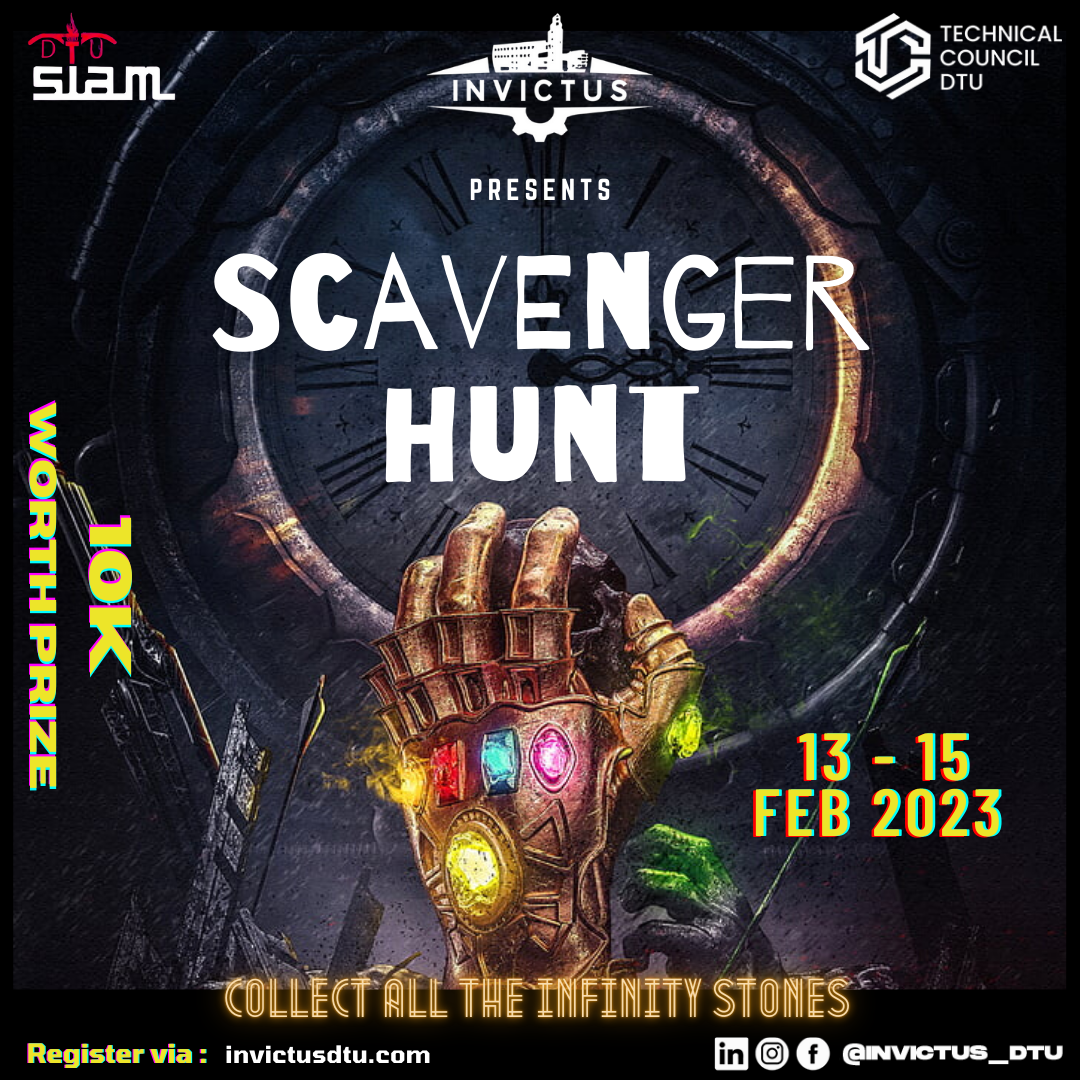 DTU
SIAM
INVICTUS
TECHNICAL
COUNCIL
DTU
PRESENTS
SCAVENGER
HUNT
10K
WORTH PRIZE
13 - 15
FEB 2023
COLLECT ALL THE INFINITY STONES
Register via : invictusdtu.com
@INVICTUS_DTU